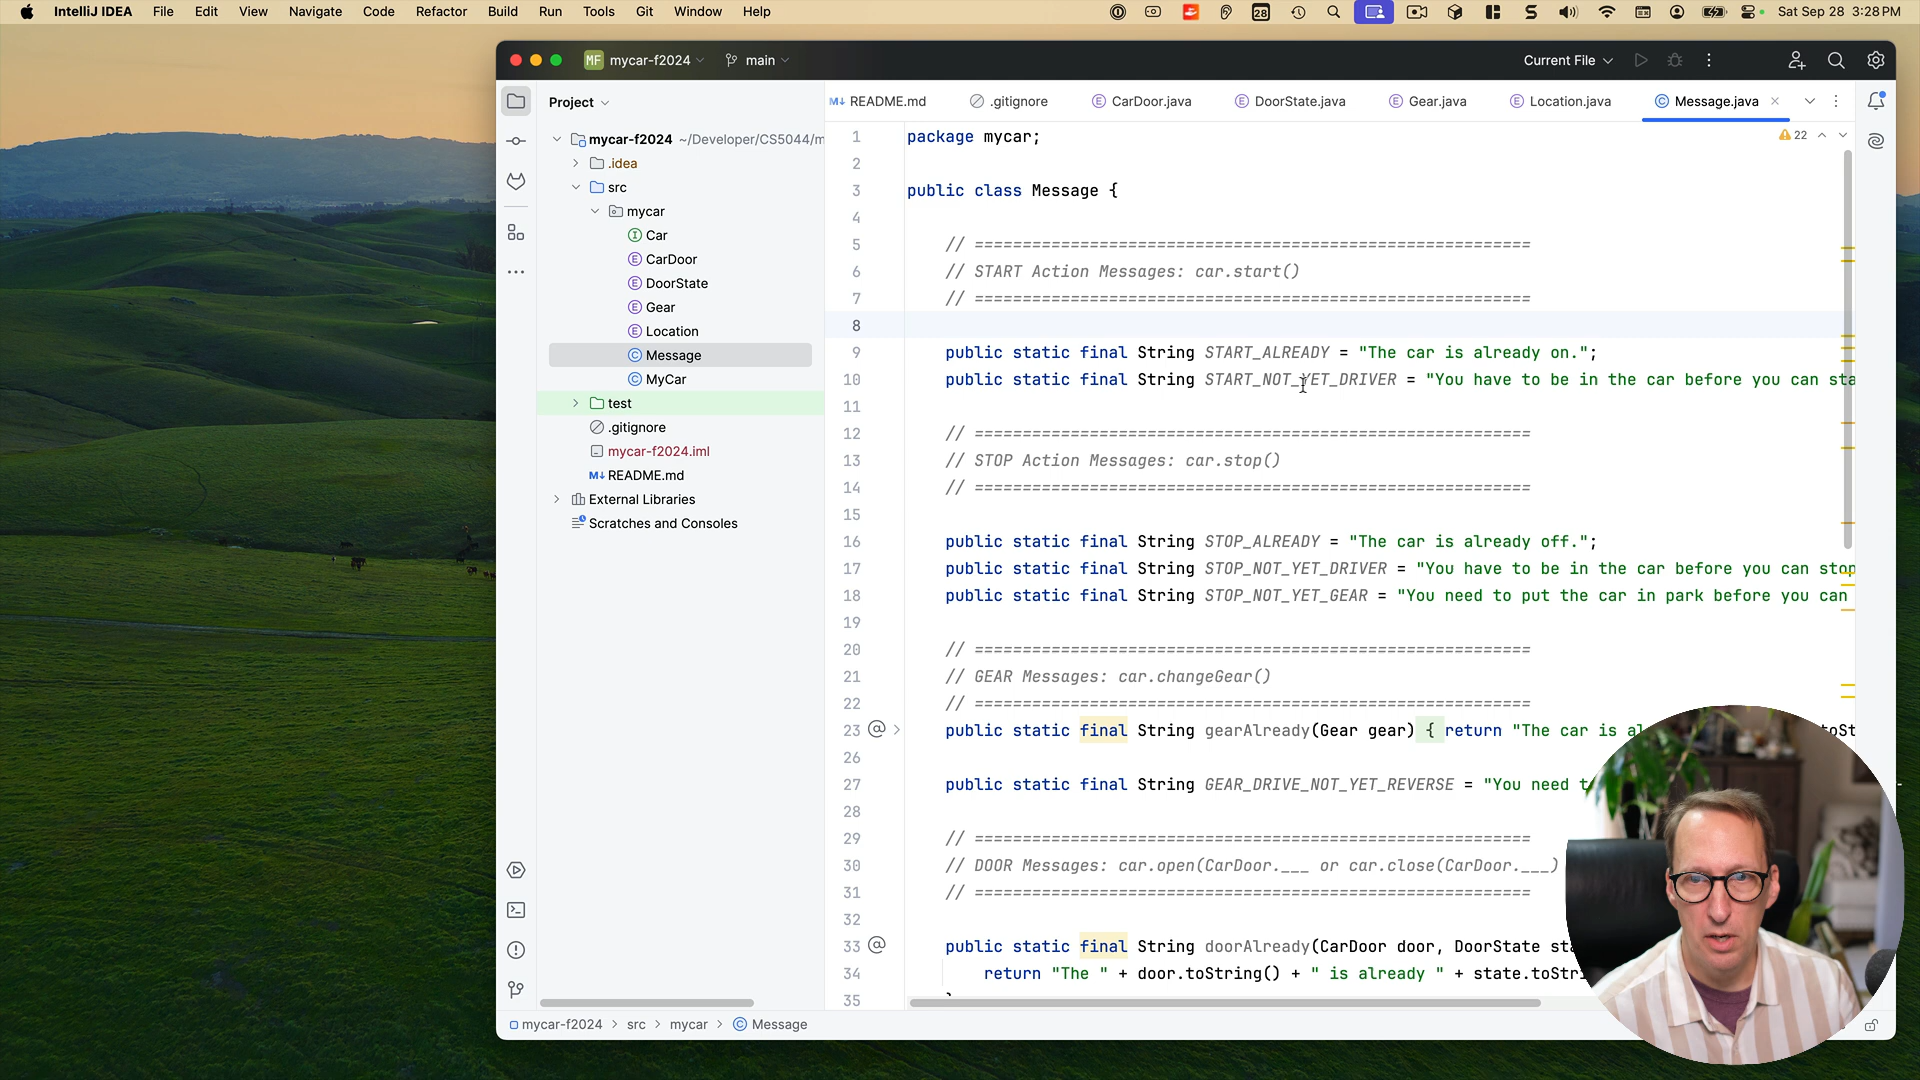 IntelliJ IDEA File Edit View Navigate Code Refactor Build Run Tools Git Window Help 28 Sat Sep 28 3:28 PM
MF mycar-f2024 main Current File
Project
README.md .gitignore CarDoor.java DoorState.java Gear.java Location.java Message.java
mycar-f2024 ~/Developer/CS5044/m
.idea
src
mycar
Car
CarDoor
DoorState
Gear
Location
Message
MyCar
test
.gitignore
mycar-f2024.iml
README.md
External Libraries
Scratches and Consoles
22
1 package mycar;
2
3 public class Message {
4
5 // ==========================================================
6 // START Action Messages: car.start()
7 // ==========================================================
8
9 public static final String START_ALREADY = "The car is already on.";
10 public static final String START_NOT_YET_DRIVER = "You have to be in the car before you can sta
11
12 // ==========================================================
13 // STOP Action Messages: car.stop()
14 // ==========================================================
15
16 public static final String STOP_ALREADY = "The car is already off.";
17 public static final String STOP_NOT_YET_DRIVER = "You have to be in the car before you can stop
18 public static final String STOP_NOT_YET_GEAR = "You need to put the car in park before you can
19
20 // ==========================================================
21 // GEAR Messages: car.changeGear()
22 // ==========================================================
23 public static final String gearAlready(Gear gear) { return "The car is al toSt
26
27 public static final String GEAR_DRIVE_NOT_YET_REVERSE = "You need t
28
29 // ==========================================================
30 // DOOR Messages: car.open(CarDoor.___ or car.close(CarDoor.___)
31 // ==========================================================
32
33 public static final String doorAlready(CarDoor door, DoorState st
34 return "The " + door.toString() + " is already " + state.toStri
35
mycar-f2024 > src > mycar > Message